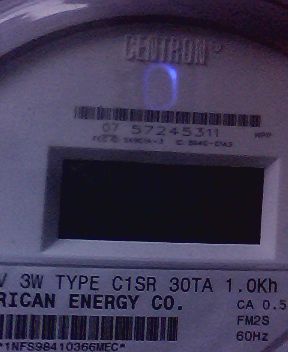 CENTRON®
07 57245311
V 3W TYPE C1SR 30TA 1.0Kh
RICAN ENERGY CO.
CA 0.5
FM2S
60Hz
*1NFS98410366MEC*